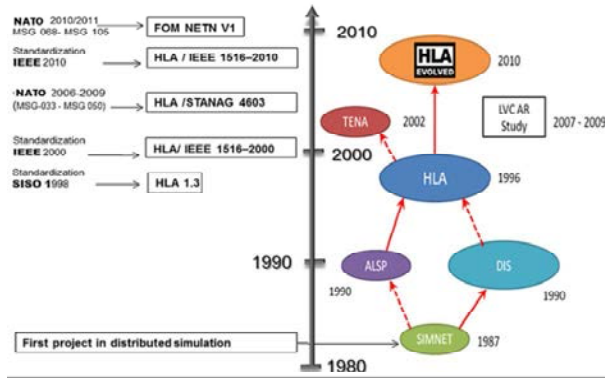 NATO 2010/2011
MSG-068- MSG-105
FOM NETN V1
Standardization
IEEE 2010
HLA / IEEE 1516–2010
NATO 2006-2009
(MSG-033 - MSG 050)
HLA /STANAG 4603
Standardization
IEEE 2000
HLA/ IEEE 1516–2000
Standardization
SISO 1998
HLA 1.3
First project in distributed simulation
2010
2000
1990
1980
HLA
EVOLVED
2010
TENA
2002
LVC AR
Study
2007 - 2009
HLA
1996
ALSP
1990
DIS
1990
SIMNET
1987